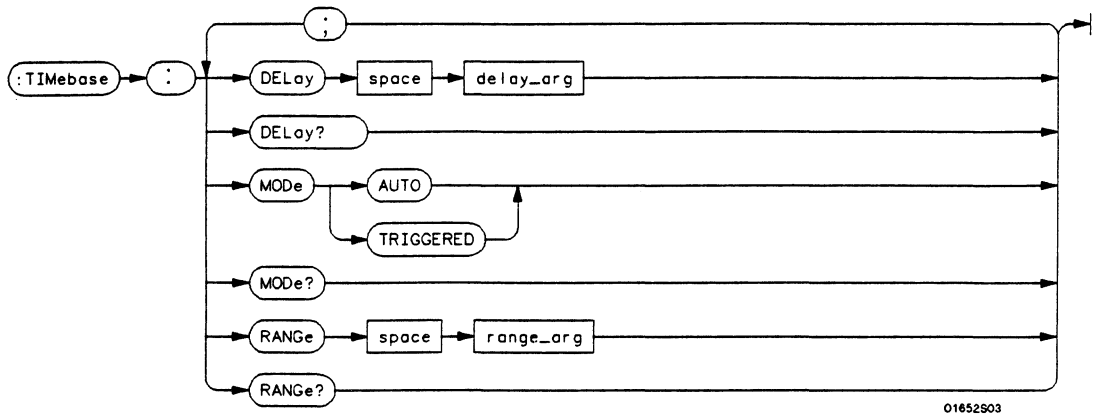 ;
:TIMebase : DELay space delay_arg
DELay?
MODe AUTO
TRIGGERED
MODe?
RANGe space range_arg
RANGe?
01652S03